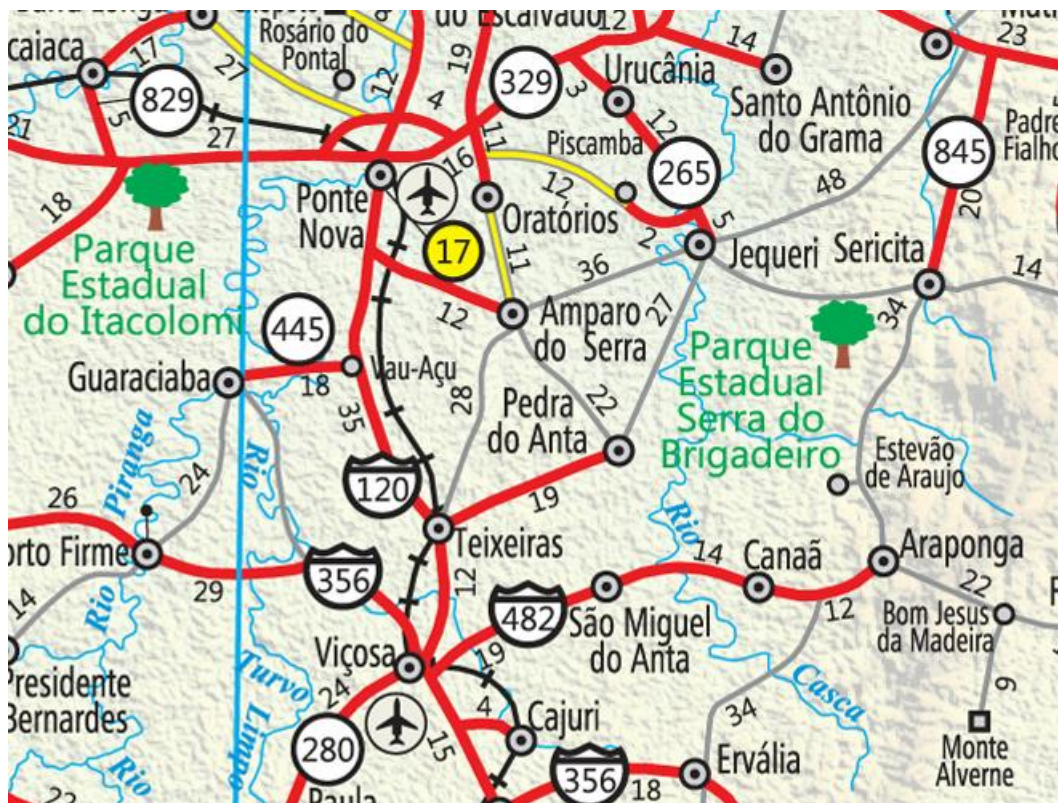 do Escalvado
12
14
23
caiaca
17
27
Rosário do
Pontal
12
19
4
329
3
Urucânia
829
5
27
21
11
16
12
Piscamba
265
Santo Antônio
do Grama
845
Padre
Fialho
18
Ponte
Nova
12
Oratórios
2
5
48
20
Parque
Estadual
do Itacolomi
17
11
36
Jequeri
Sericita
14
445
12
Amparo
do Serra
27
34
Guaraciaba
18
Vau-Açu
35
28
22
Pedra
do Anta
Parque
Estadual
Serra do
Brigadeiro
Piranga
24
Rio
120
19
Estevão
de Araujo
26
orto Firme
29
356
Teixeiras
12
Rio
14
Canaã
Araponga
14
Rio
482
São Miguel
do Anta
12
22
Bom Jesus
da Madeira
Viçosa
19
Presidente
Bernardes
Turvo
Limpo
24
280
15
4
Cajuri
Casca
34
9
Monte
Alverne
Rio
356
18
Ervália
Paula